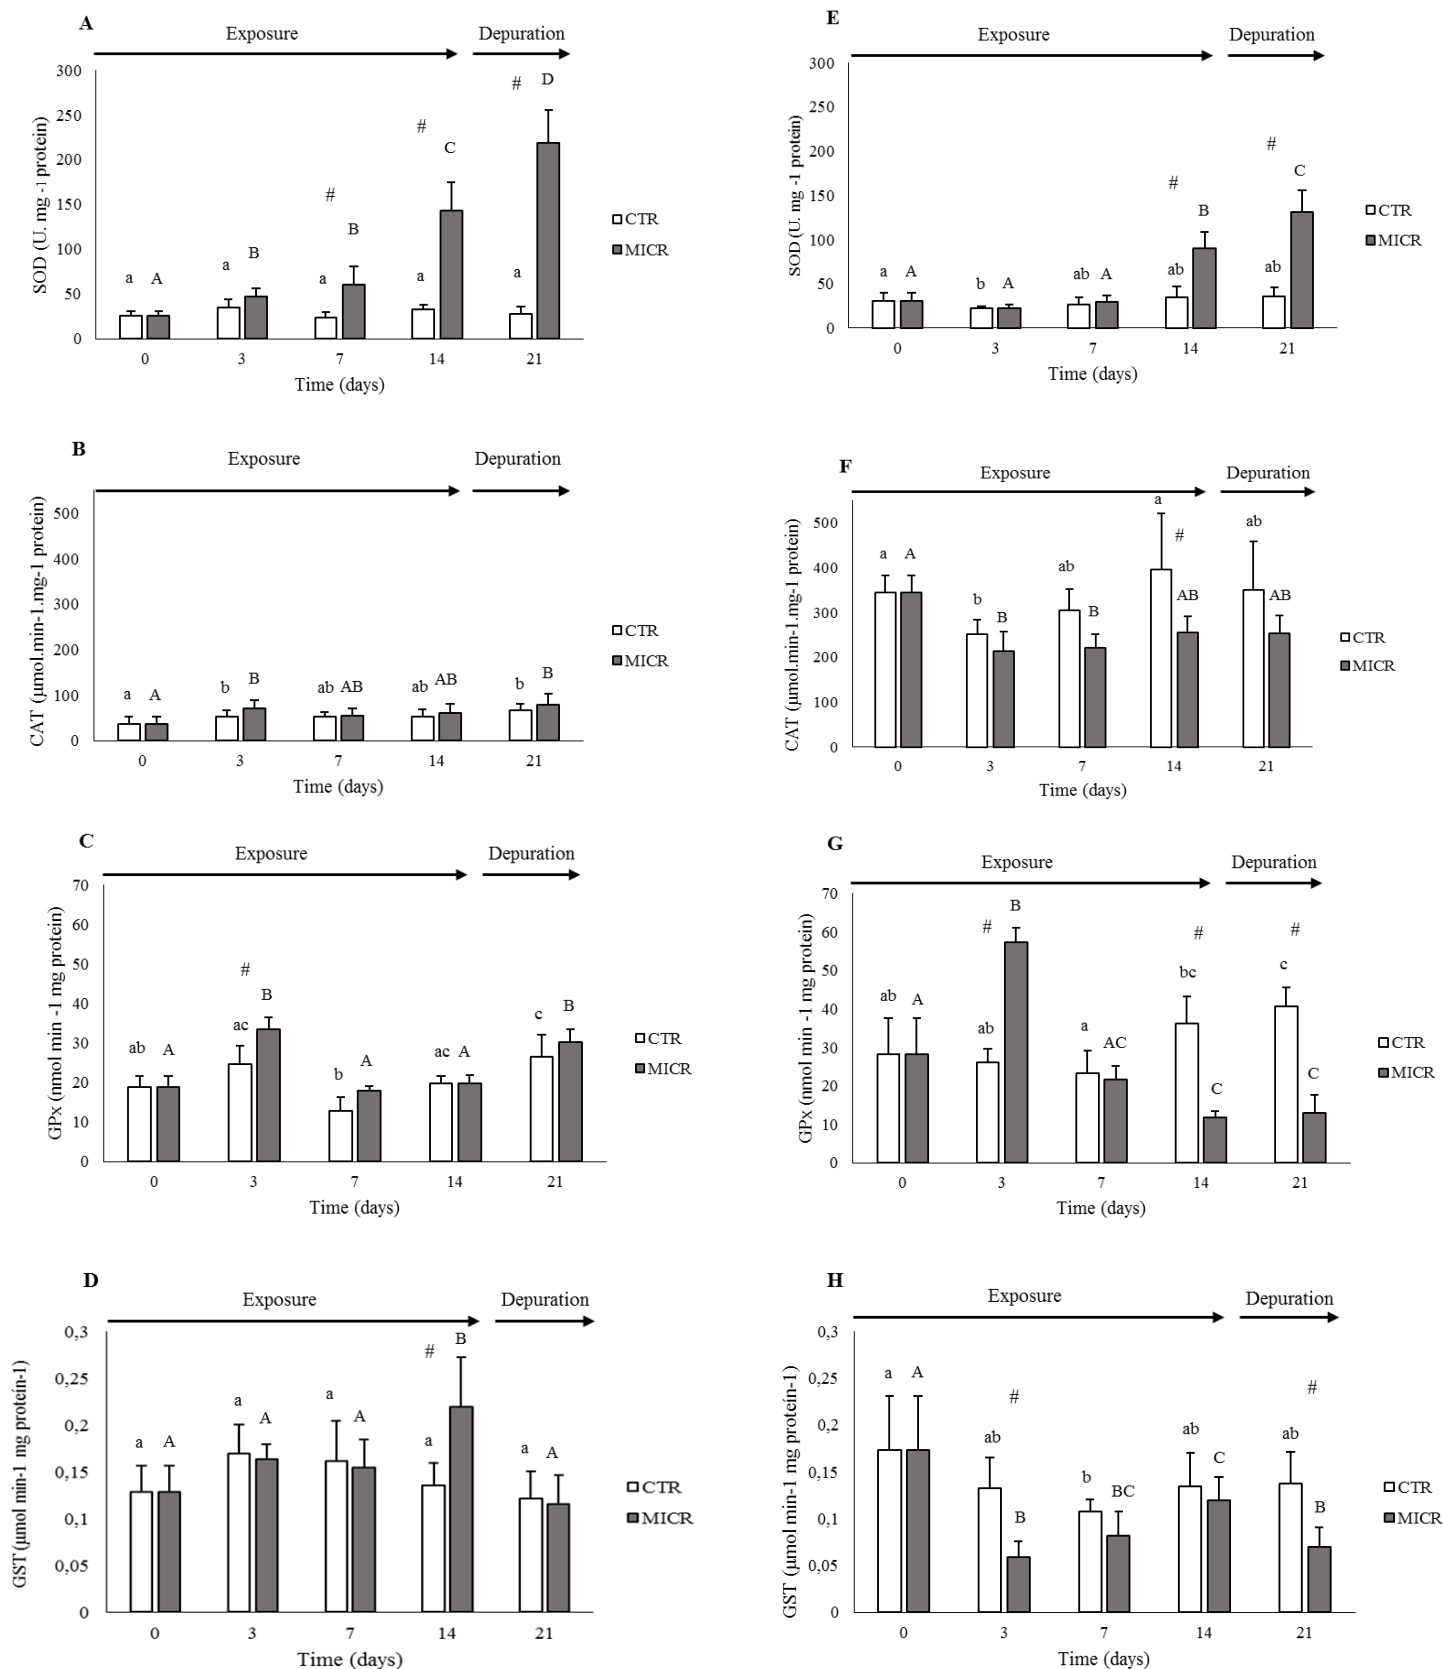 A
Exposure
Depuration
SOD (U. mg -1 protein)
300
250
200
150
100
50
0
a A
a B
# a B
# a C
# a D
0 3 7 14 21
Time (days)
CTR
MICR
E
Exposure
Depuration
SOD (U. mg -1 protein)
300
250
200
150
100
50
0
a A
b A
ab A
# ab B
# ab C
0 3 7 14 21
Time (days)
CTR
MICR
B
Exposure
Depuration
CAT (µmol.min-1.mg-1 protein)
500
400
300
200
100
0
a A
b B
ab AB
ab AB
b B
0 3 7 14 21
Time (days)
CTR
MICR
F
Exposure
Depuration
CAT (µmol.min-1.mg-1 protein)
500
400
300
200
100
0
a A
b B
ab B
a # AB
ab AB
0 3 7 14 21
Time (days)
CTR
MICR
C
Exposure
Depuration
GPx (nmol min -1 mg protein)
70
60
50
40
30
20
10
0
ab A
# ac B
b A
ac A
c B
0 3 7 14 21
Time (days)
CTR
MICR
G
Exposure
Depuration
GPx (nmol min -1 mg protein)
70
60
50
40
30
20
10
0
ab A
# ab B
a AC
# bc C
# c C
0 3 7 14 21
Time (days)
CTR
MICR
D
Exposure
Depuration
GST (µmol min-1 mg protein-1)
0,3
0,25
0,2
0,15
0,1
0,05
0
a A
a A
a A
# a B
a A
0 3 7 14 21
Time (days)
CTR
MICR
H
Exposure
Depuration
GST (µmol min-1 mg protein-1)
0,3
0,25
0,2
0,15
0,1
0,05
0
a A
ab # B
b BC
ab C
ab # B
0 3 7 14 21
Time (days)
CTR
MICR